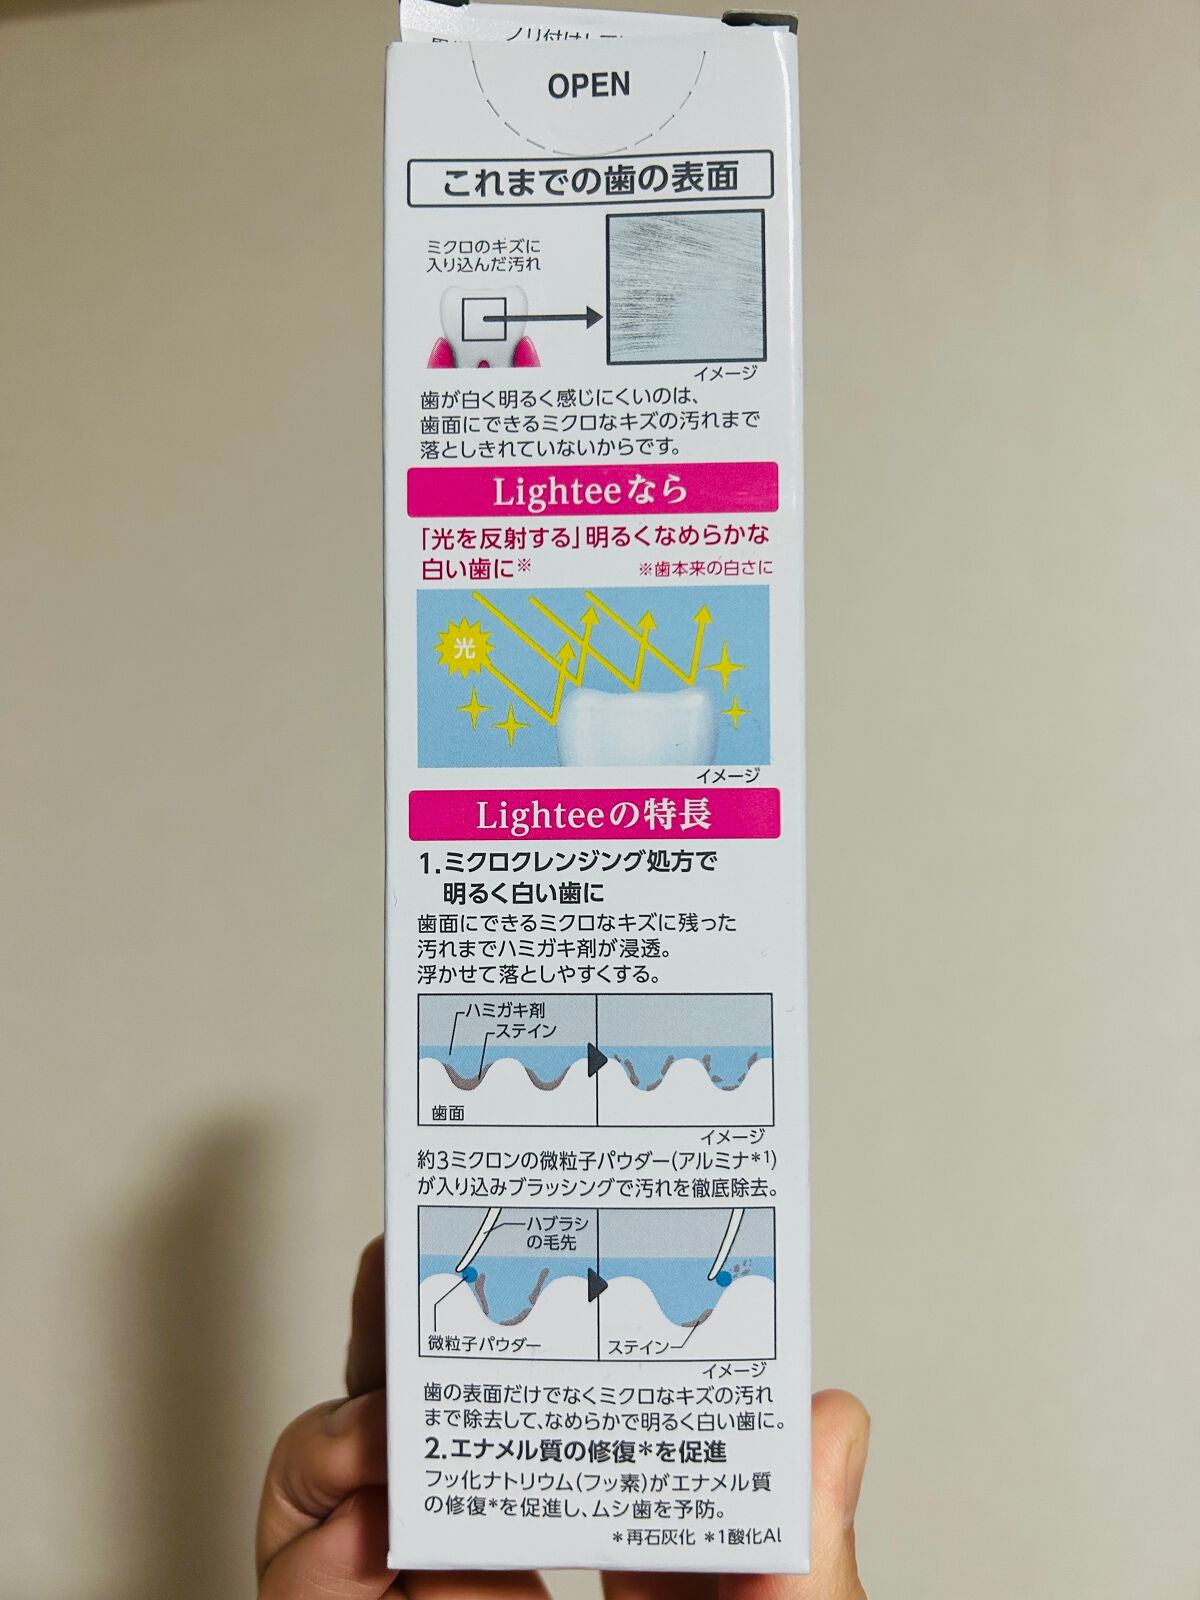 ノリ付け
OPEN
これまでの歯の表面
ミクロのキズに
入り込んだ汚れ
イメージ
歯が白く明るく感じにくいのは、
歯面にできるミクロなキズの汚れまで
落としきれていないからです。
Lighteeなら
「光を反射する」明るくなめらかな
白い歯に※
※歯本来の白さに
光
イメージ
Lighteeの特長
1.ミクロクレンジング処方で
明るく白い歯に
歯面にできるミクロなキズに残った
汚れまでハミガキ剤が浸透。
浮かせて落としやすくする。
ハミガキ剤
ステイン
歯面
イメージ
約3ミクロンの微粒子パウダー(アルミナ*1)
が入り込みブラッシングで汚れを徹底除去。
ハブラシ
の毛先
微粒子パウダー
ステイン
イメージ
歯の表面だけでなくミクロなキズの汚れ
まで除去して、なめらかで明るく白い歯に。
2.エナメル質の修復*を促進
フッ化ナトリウム(フッ素)がエナメル質
の修復*を促進し、ムシ歯を予防。
*再石灰化 *1酸化Al